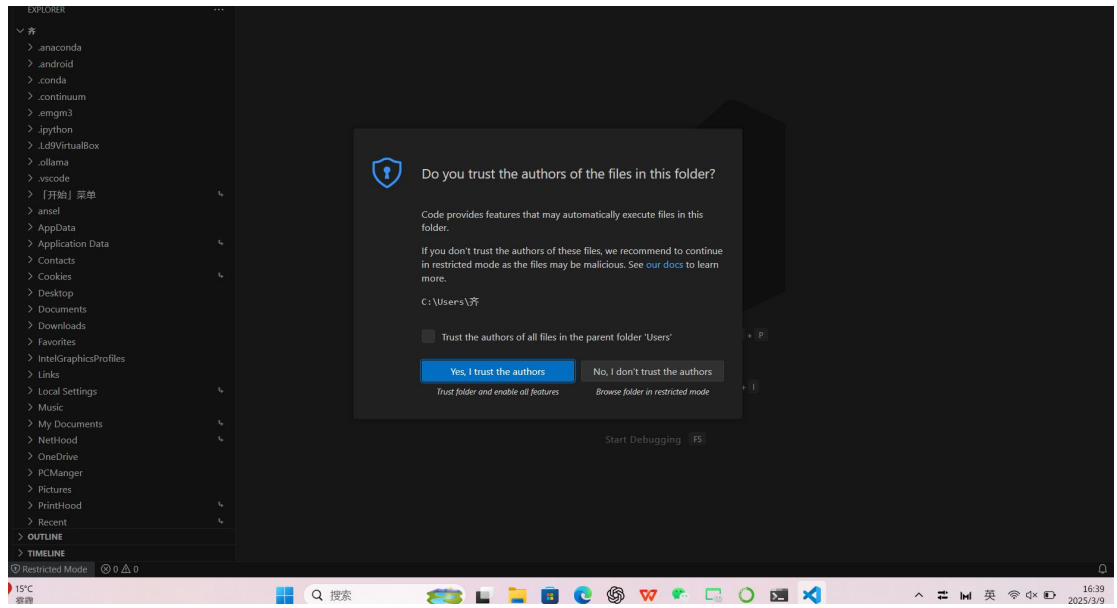 EXPLORER
齐
.anaconda
.android
.conda
.continuum
.emgm3
.ipython
.Ld9VirtualBox
.ollama
.vscode
「开始」菜单
ansel
AppData
Application Data
Contacts
Cookies
Desktop
Documents
Downloads
Favorites
IntelGraphicsProfiles
Links
Local Settings
Music
My Documents
NetHood
OneDrive
PCManger
Pictures
PrintHood
Recent
OUTLINE
TIMELINE
Restricted Mode 0 0
Do you trust the authors of the files in this folder?
Code provides features that may automatically execute files in this
folder.
If you don't trust the authors of these files, we recommend to continue
in restricted mode as the files may be malicious. See our docs to learn
more.
C:\Users\齐
Trust the authors of all files in the parent folder 'Users'
Yes, I trust the authors
No, I don't trust the authors
Trust folder and enable all features
Browse folder in restricted mode
+ P
+ I
Start Debugging F5
15°C
雾霾
搜索
英
16:39
2025/3/9